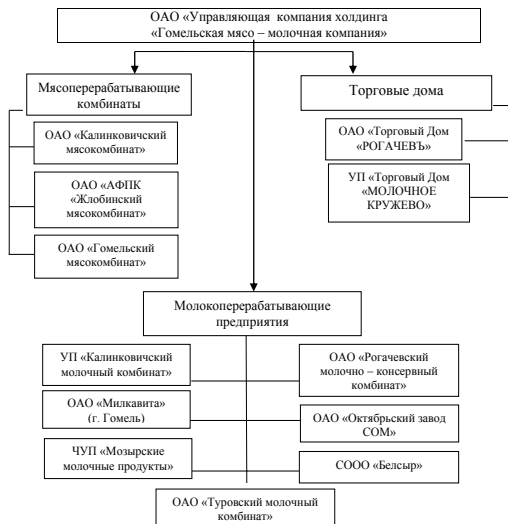 ОАО «Управляющая компания холдинга
«Гомельская мясо – молочная компания»
Мясоперерабатывающие
комбинаты
ОАО «Калинковичский
мясокомбинат»
ОАО «АФПК
«Жлобинский
мясокомбинат»
ОАО «Гомельский
мясокомбинат»
Торговые дома
ОАО «Торговый Дом
«РОГАЧЕВЪ»
УП «Торговый Дом
«МОЛОЧНОЕ
КРУЖЕВО»
Молокоперерабатывающие
предприятия
УП «Калинковичский
молочный комбинат»
ОАО «Рогачевский
молочно – консервный
комбинат»
ОАО «Милкавита»
(г. Гомель)
ОАО «Октябрьский завод
СОМ»
ЧУП «Мозырские
молочные продукты»
СООО «Белсыр»
ОАО «Туровский молочный
комбинат»